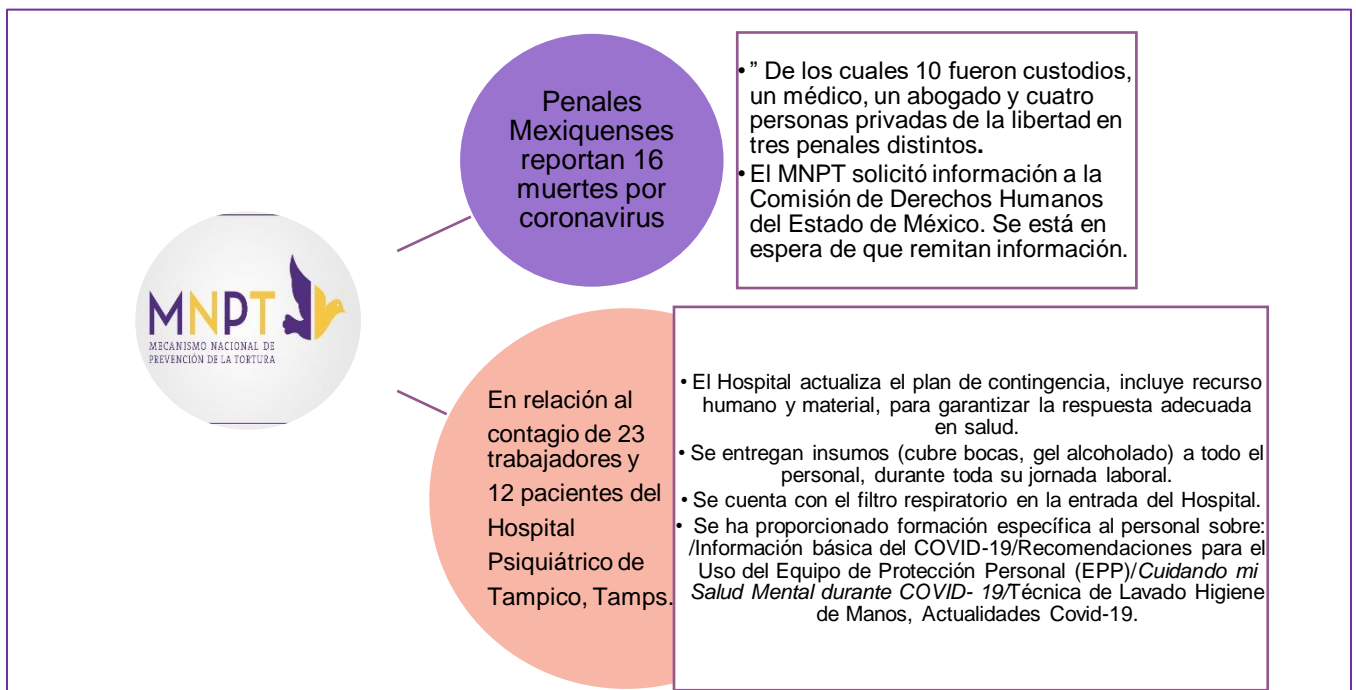 MNPT
MECANISMO NACIONAL DE
PREVENCIÓN DE LA TORTURA
Penales
Mexiquenses
reportan 16
muertes por
coronavirus
• ” De los cuales 10 fueron custodios,
un médico, un abogado y cuatro
personas privadas de la libertad en
tres penales distintos.
• El MNPT solicitó información a la
Comisión de Derechos Humanos
del Estado de México. Se está en
espera de que remitan información.
En relación al
contagio de 23
trabajadores y
12 pacientes del
Hospital
Psiquiátrico de
Tampico, Tamps.
• El Hospital actualiza el plan de contingencia, incluye recurso
humano y material, para garantizar la respuesta adecuada
en salud.
• Se entregan insumos (cubre bocas, gel alcoholado) a todo el
personal, durante toda su jornada laboral.
• Se cuenta con el filtro respiratorio en la entrada del Hospital.
• Se ha proporcionado formación específica al personal sobre:
/Información básica del COVID-19/Recomendaciones para el
Uso del Equipo de Protección Personal (EPP)/Cuidando mi
Salud Mental durante COVID- 19/Técnica de Lavado Higiene
de Manos, Actualidades Covid-19.